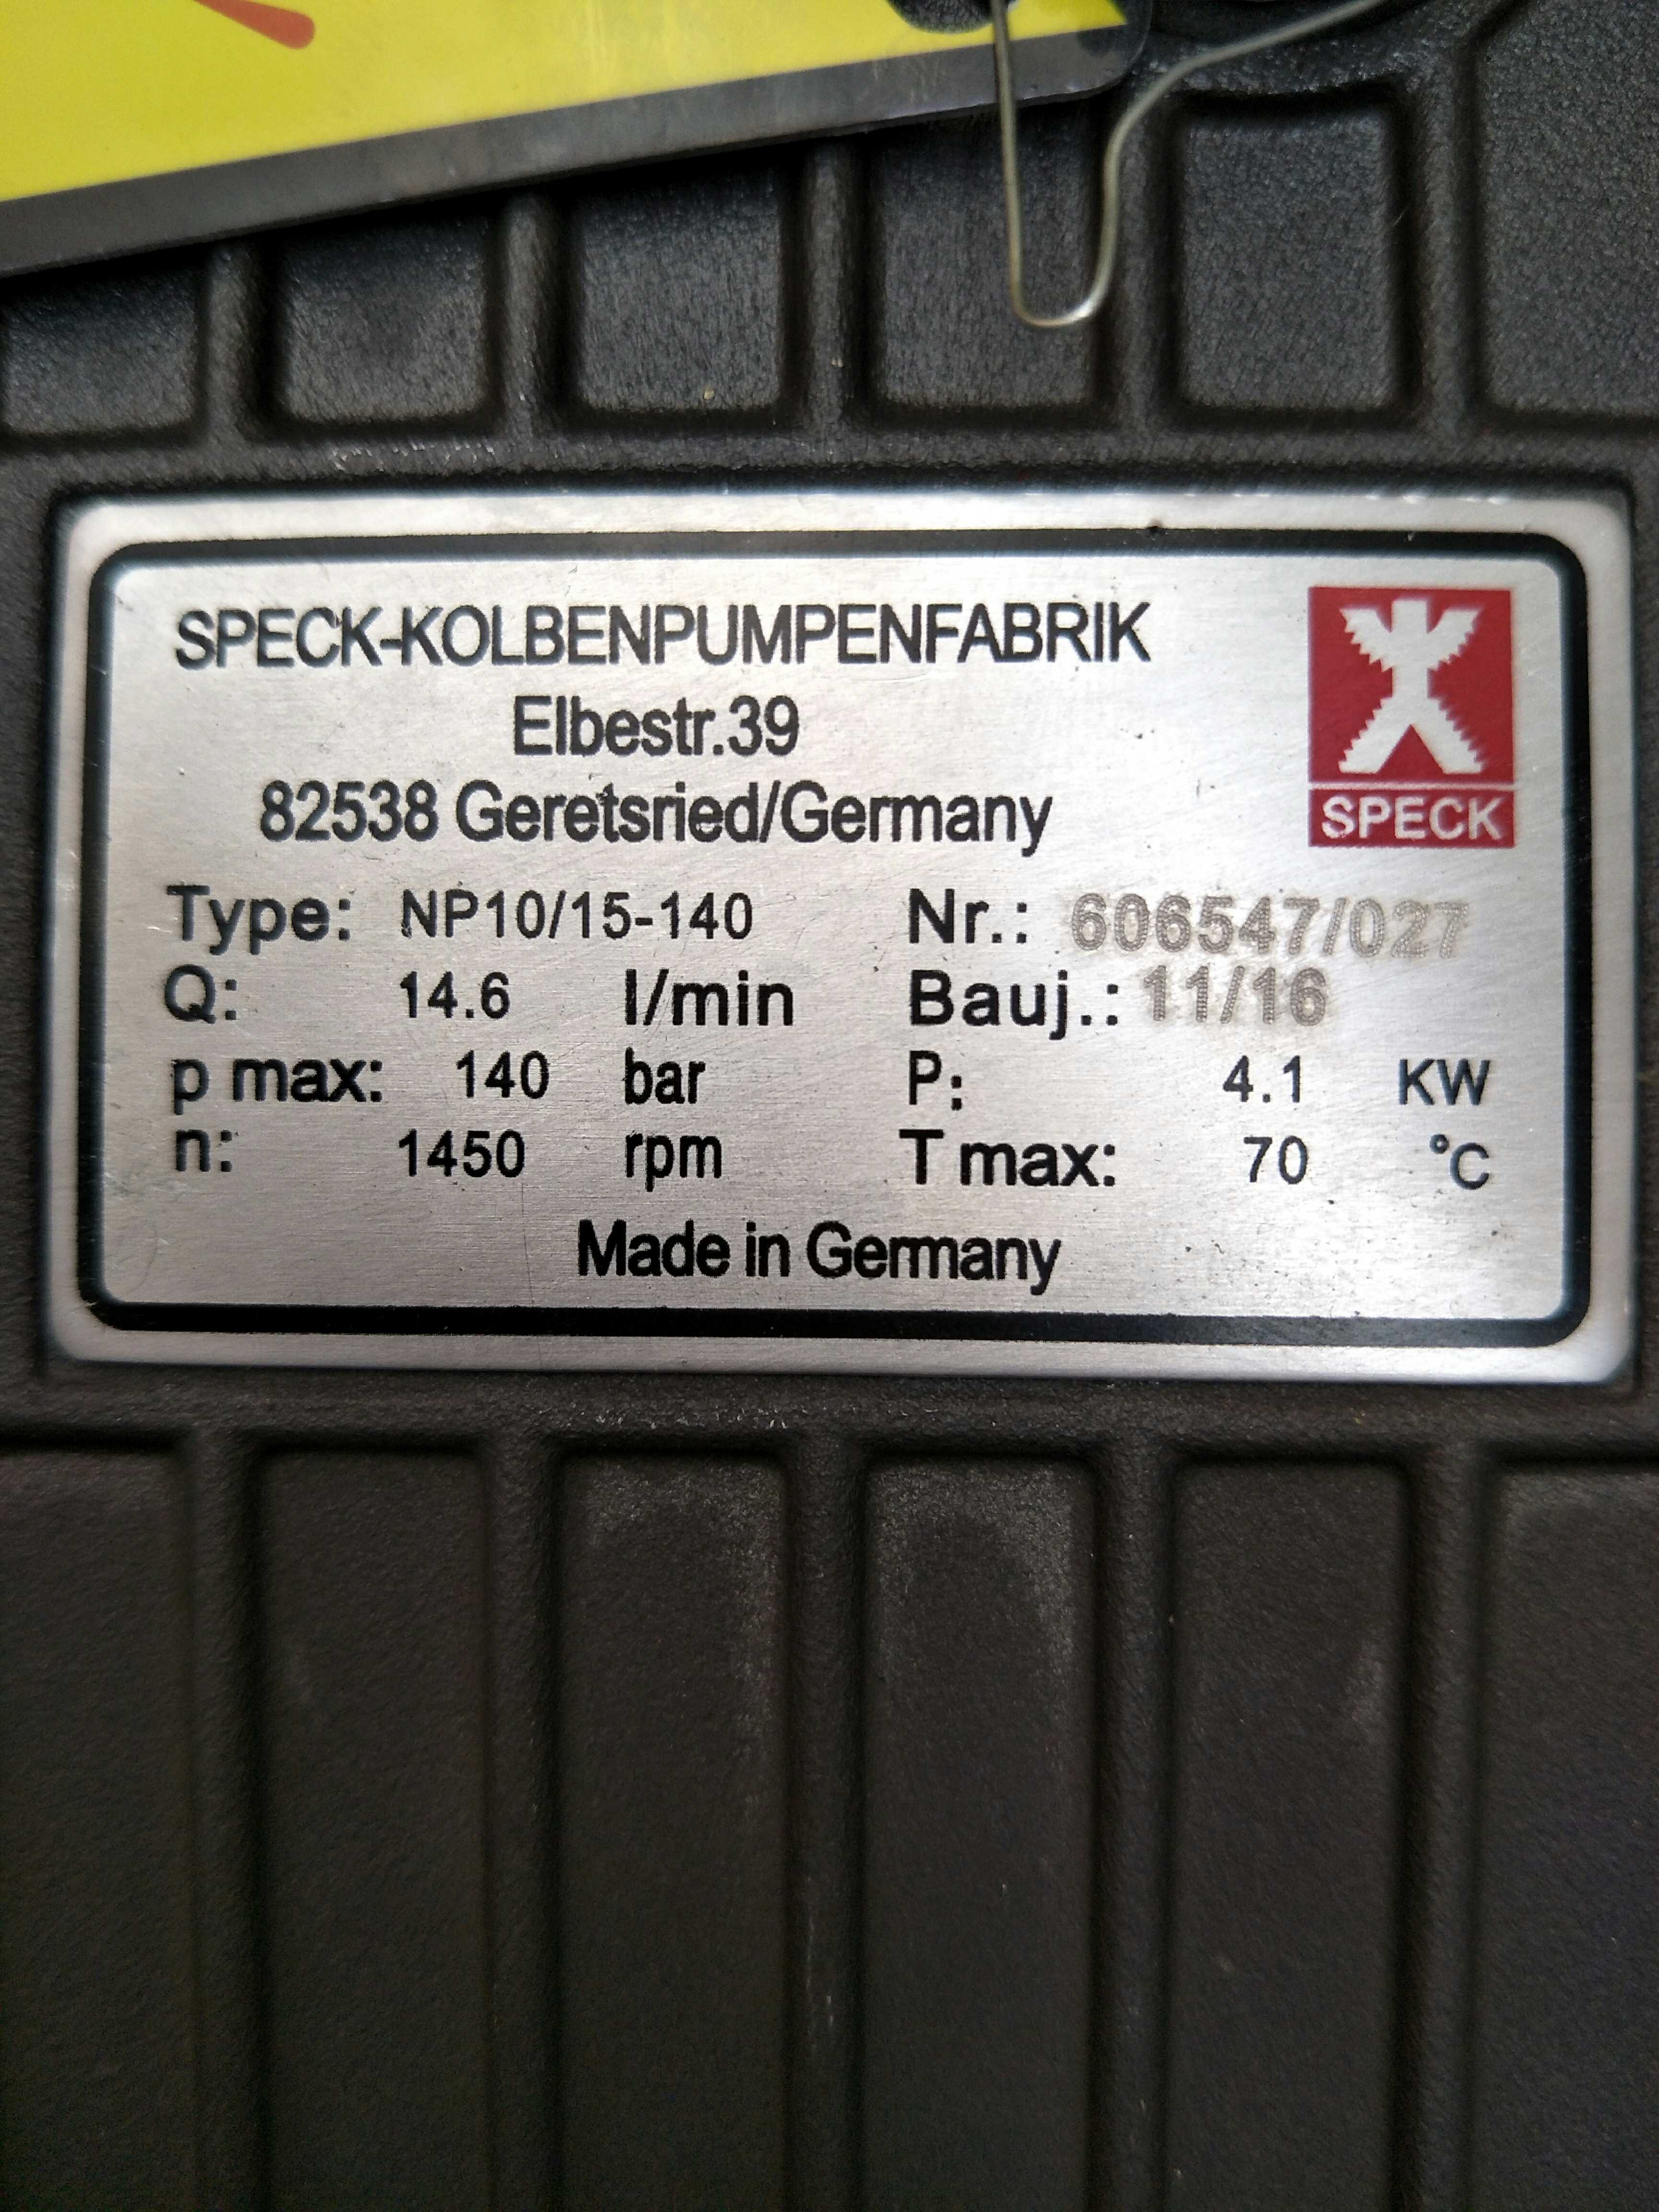 SPECK-KOLBENPUMPENFABRIK
Elbestr.39
82538 Geretsried/Germany
SPECK
Type: NP10/15-140 Nr.: 606547/027
Q: 14.6 l/min Bauj.: 11/16
p max: 140 bar P: 4.1 KW
n: 1450 rpm T max: 70 °C
Made in Germany